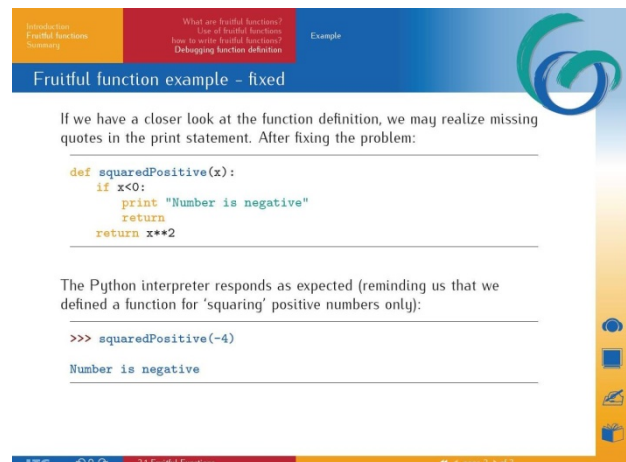 Introduction
Fruitful functions
Summary
What are fruitful functions?
Use of fruitful functions
how to write fruitful functions?
Debugging function definition
Example
Fruitful function example – fixed
If we have a closer look at the function definition, we may realize missing
quotes in the print statement. After fixing the problem:
def squaredPositive(x):
    if x<0:
        print "Number is negative"
        return
    return x**2
The Python interpreter responds as expected (reminding us that we
defined a function for ‘squaring’ positive numbers only):
>>> squaredPositive(-4)
Number is negative